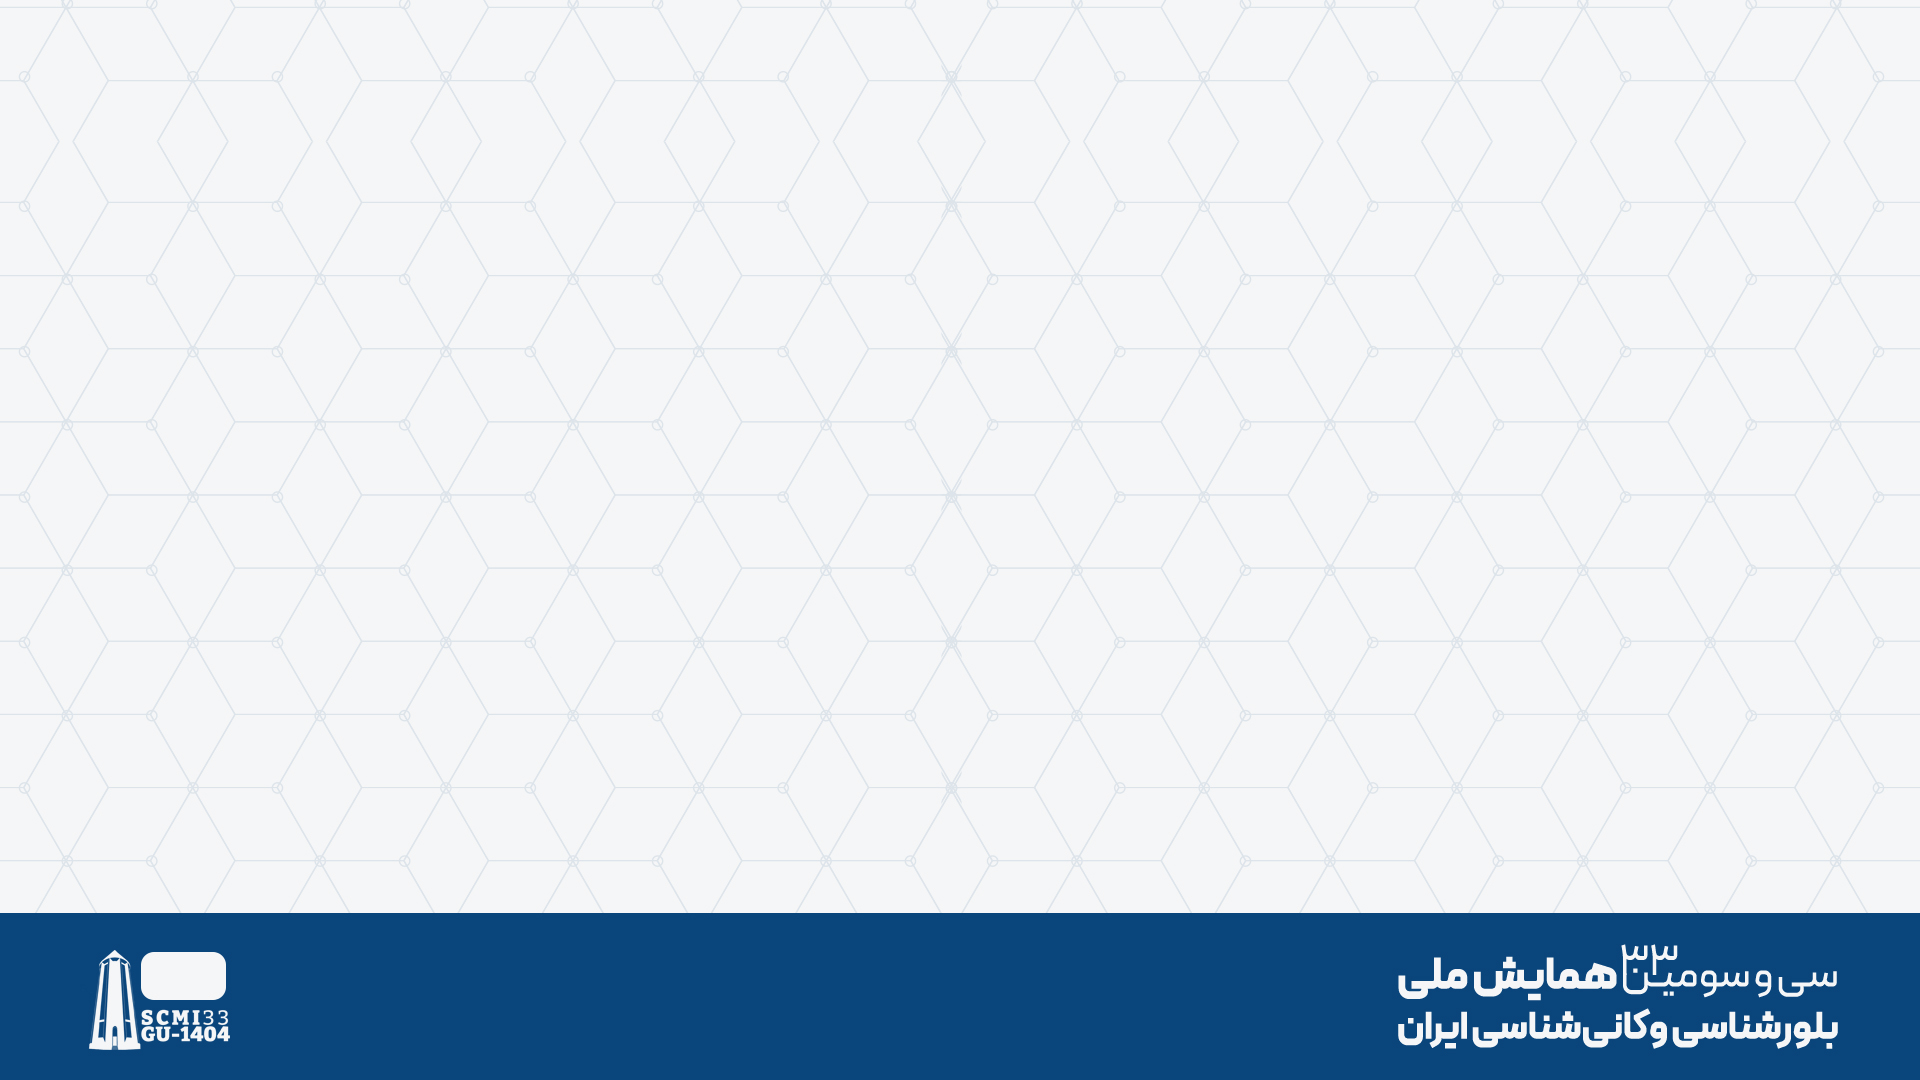 سی و سومین ۳۳ همایش ملی
بلورشناسی و کانی‌شناسی ایران
SCMI33
GU-1404